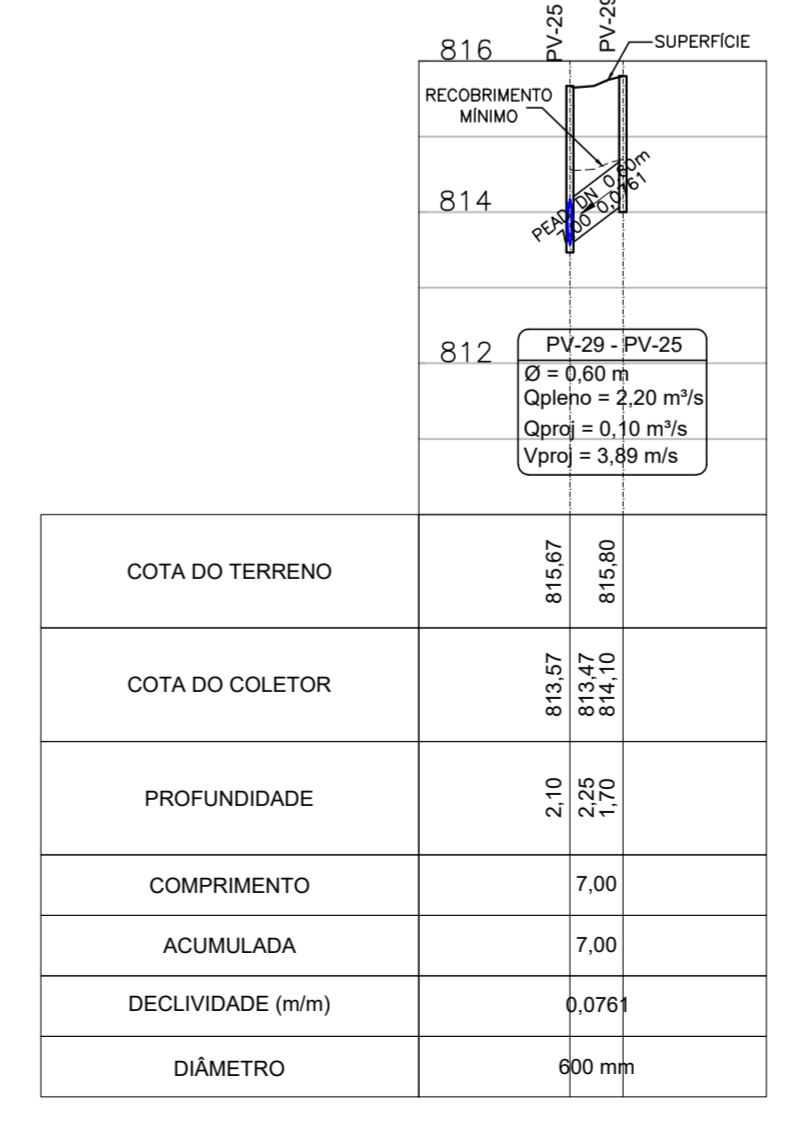 PV-25
PV-29
816
SUPERFÍCIE
RECOBRIMENTO
MÍNIMO
814
PEAD DN 0,60m
7,00 0,0761
812
PV-29 - PV-25
Ø = 0,60 m
Qpleno = 2,20 m³/s
Qproj = 0,10 m³/s
Vproj = 3,89 m/s
COTA DO TERRENO
815,67
815,80
COTA DO COLETOR
813,57
813,47
814,10
PROFUNDIDADE
2,10
2,25
1,70
COMPRIMENTO
7,00
ACUMULADA
7,00
DECLIVIDADE (m/m)
0,0761
DIÂMETRO
600 mm